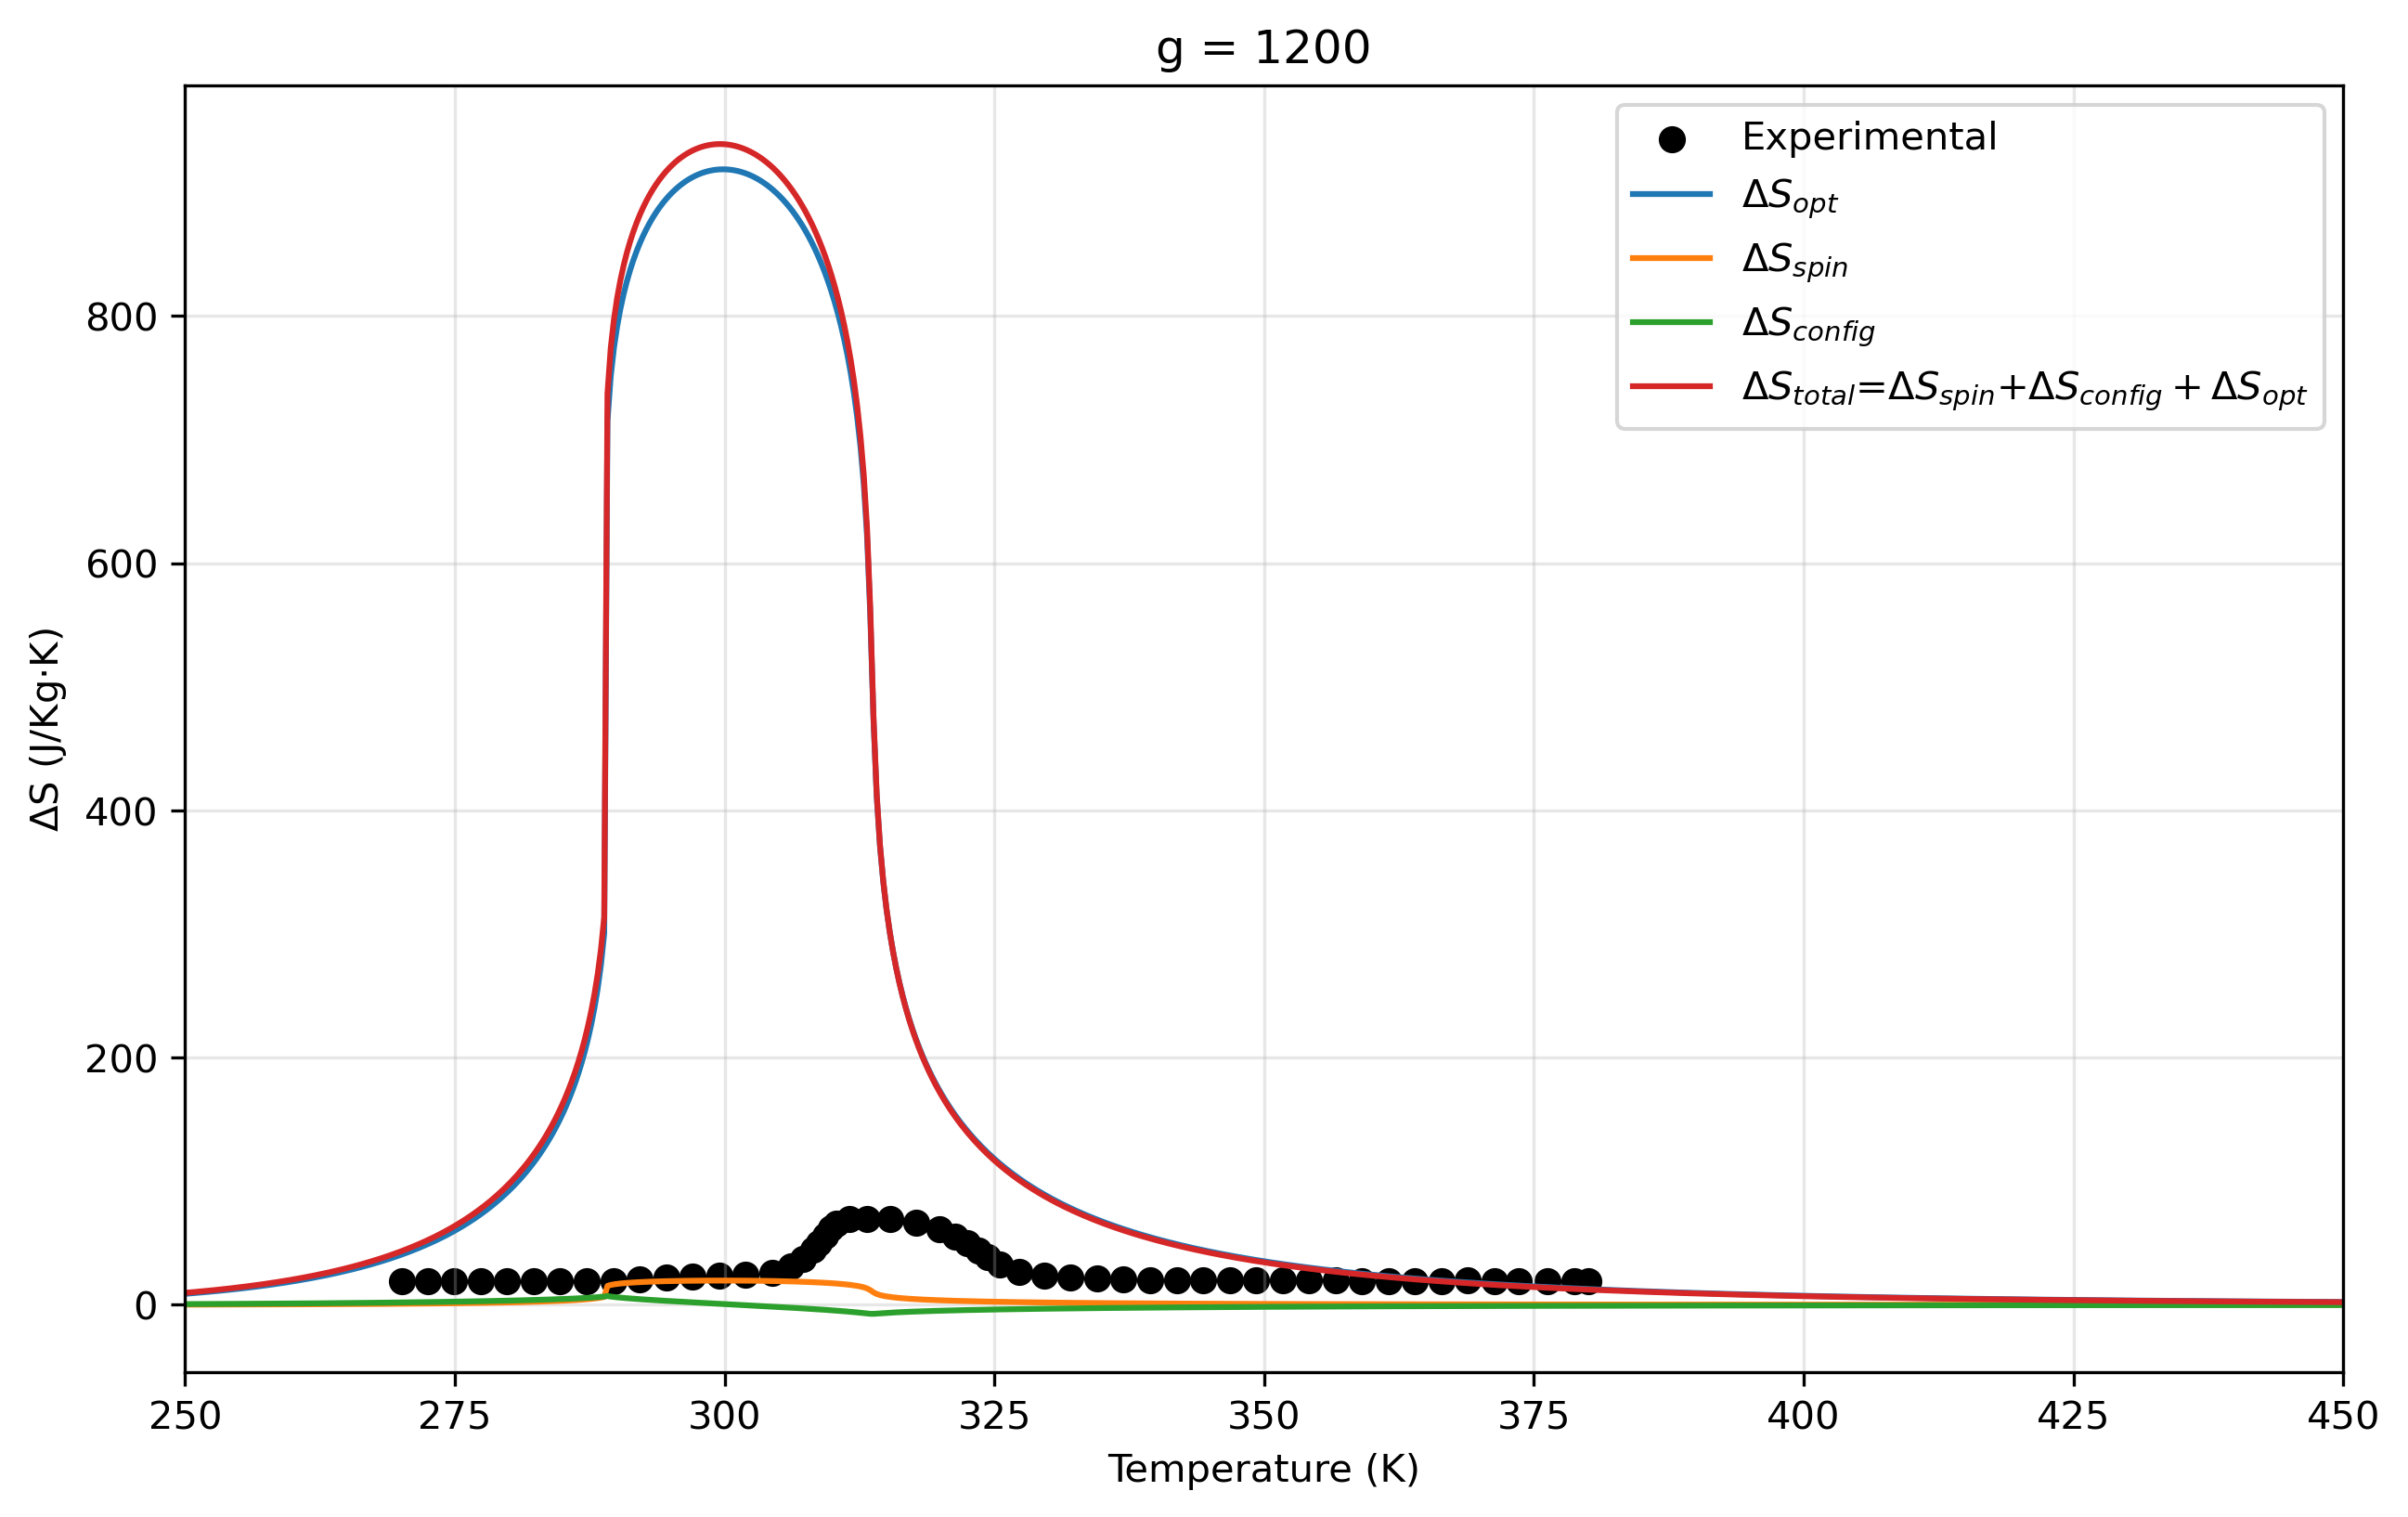 g = 1200
Experimental
ΔS_opt
ΔS_spin
ΔS_config
ΔS_total=ΔS_spin+ΔS_config + ΔS_opt
ΔS (J/Kg·K)
800
600
400
200
0
250 275 300 325 350 375 400 425 450
Temperature (K)